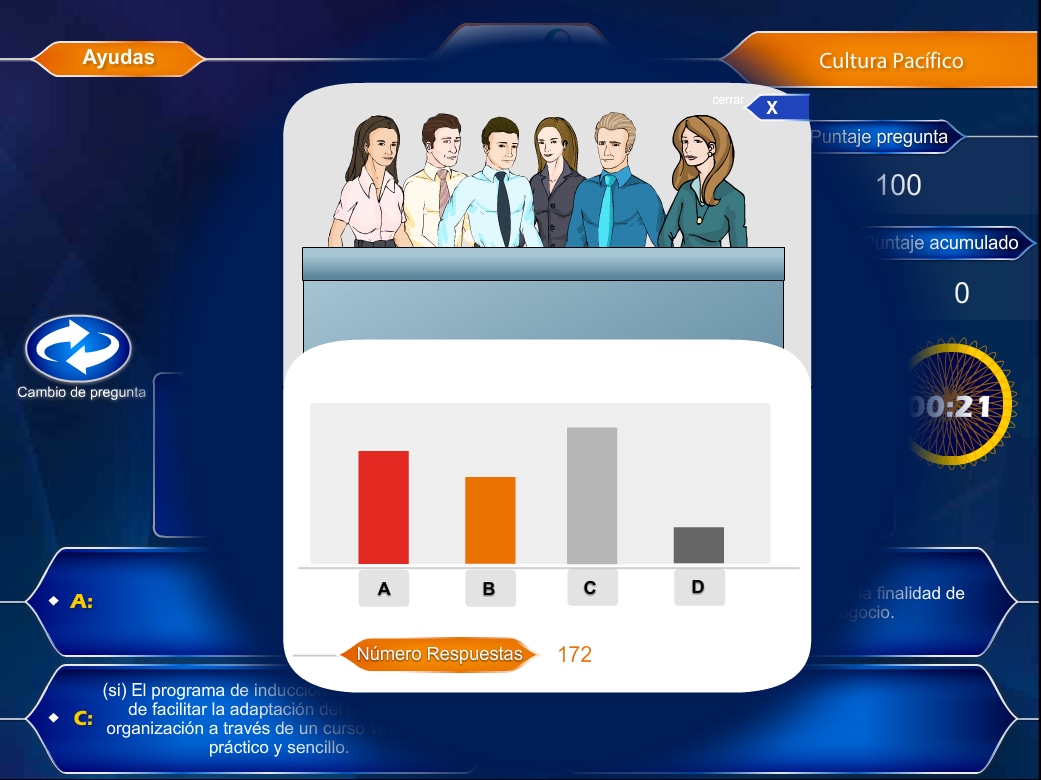 Ayudas
Cultura Pacífico
cerrar
X
Puntaje pregunta
100
Puntaje acumulado
0
Cambio de pregunta
00:21
A
B
C
D
Número Respuestas
172
A:
la finalidad de
(si) El programa de inducción
de facilitar la adaptación del
C:
organización a través de un curso
práctico y sencillo.